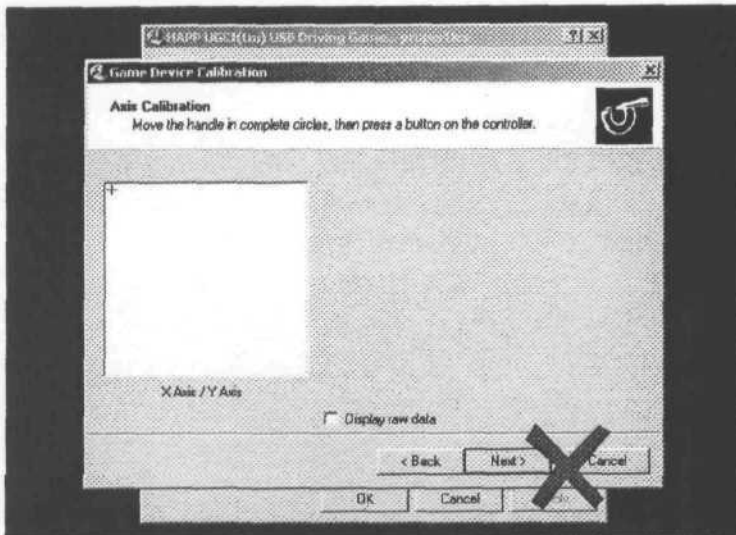 HAPP UGCI(tm) USB Driving Game... properties
Game Device Calibration
Axis Calibration
Move the handle in complete circles, then press a button on the controller.
X Axis / Y Axis
Display raw data
< Back Next > Cancel
OK Cancel